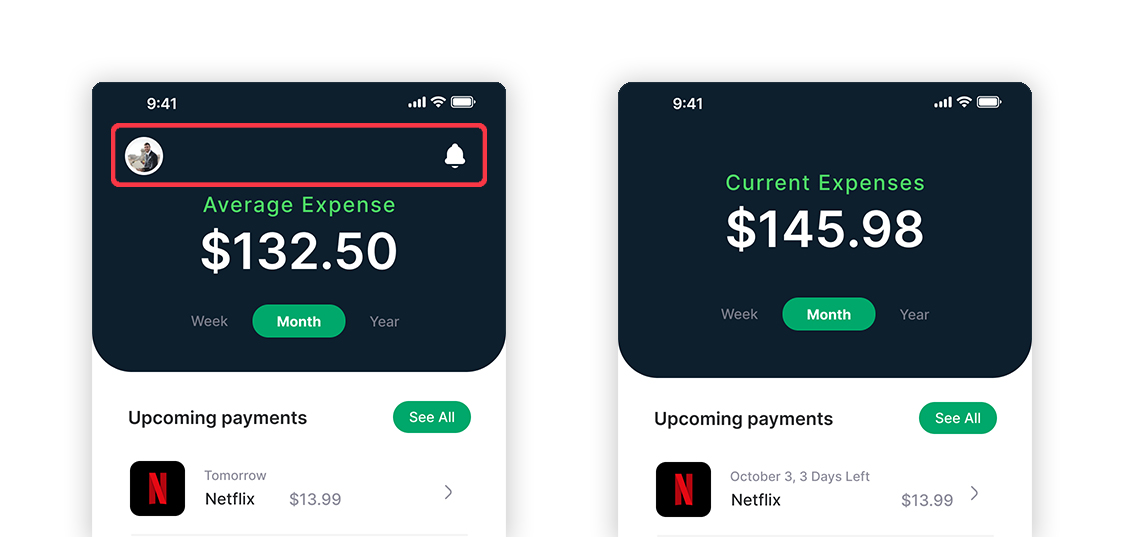 9:41
Average Expense
$132.50
Week Month Year
Upcoming payments See All
Tomorrow
Netflix $13.99
9:41
Current Expenses
$145.98
Week Month Year
Upcoming payments See All
October 3, 3 Days Left
Netflix $13.99